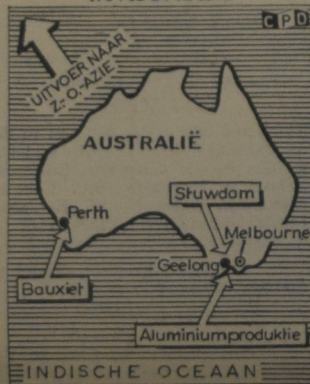 CPD
UITVOER NAAR
Z.-O.-AZIE
AUSTRALIË
Stuwdam
Perth
Melbourne
Geelong
Bauxiet
Aluminiumproduktie
INDISCHE OCEAAN